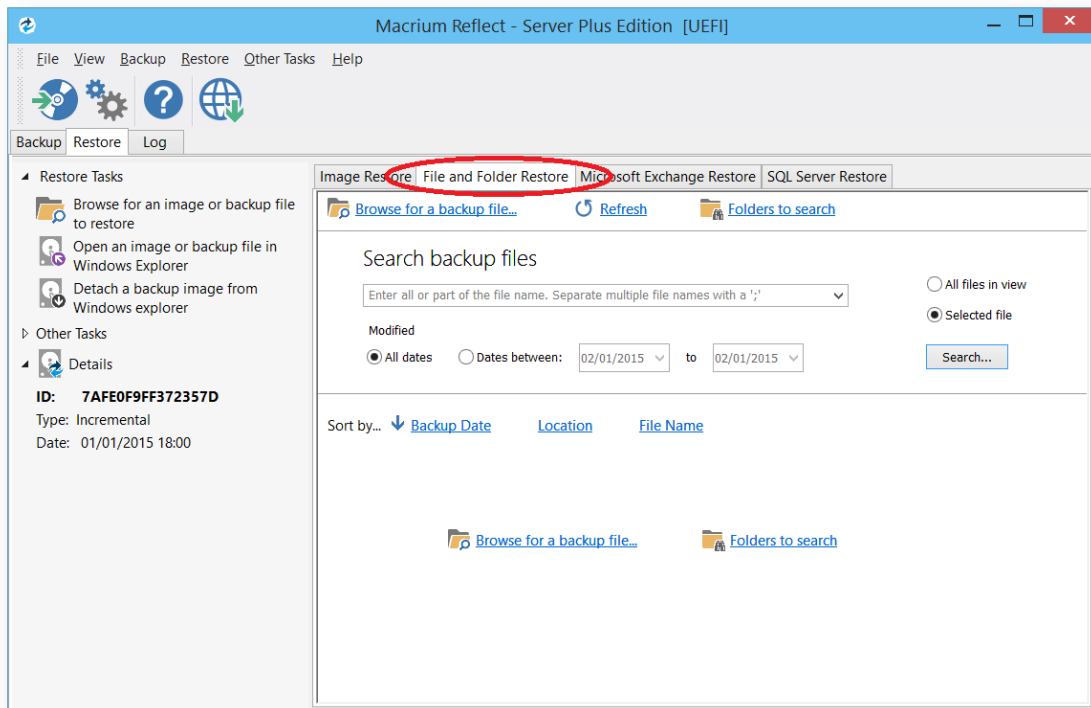 Macrium Reflect - Server Plus Edition [UEFI]
File View Backup Restore Other Tasks Help
Backup Restore Log
Restore Tasks
Browse for an image or backup file
to restore
Open an image or backup file in
Windows Explorer
Detach a backup image from
Windows explorer
Other Tasks
Details
ID: 7AFE0F9FF372357D
Type: Incremental
Date: 01/01/2015 18:00
Image Restore File and Folder Restore Microsoft Exchange Restore SQL Server Restore
Browse for a backup file... Refresh Folders to search
Search backup files
Enter all or part of the file name. Separate multiple file names with a ';'
All files in view
Selected file
Modified
All dates Dates between: 02/01/2015 to 02/01/2015 Search...
Sort by... Backup Date Location File Name
Browse for a backup file... Folders to search